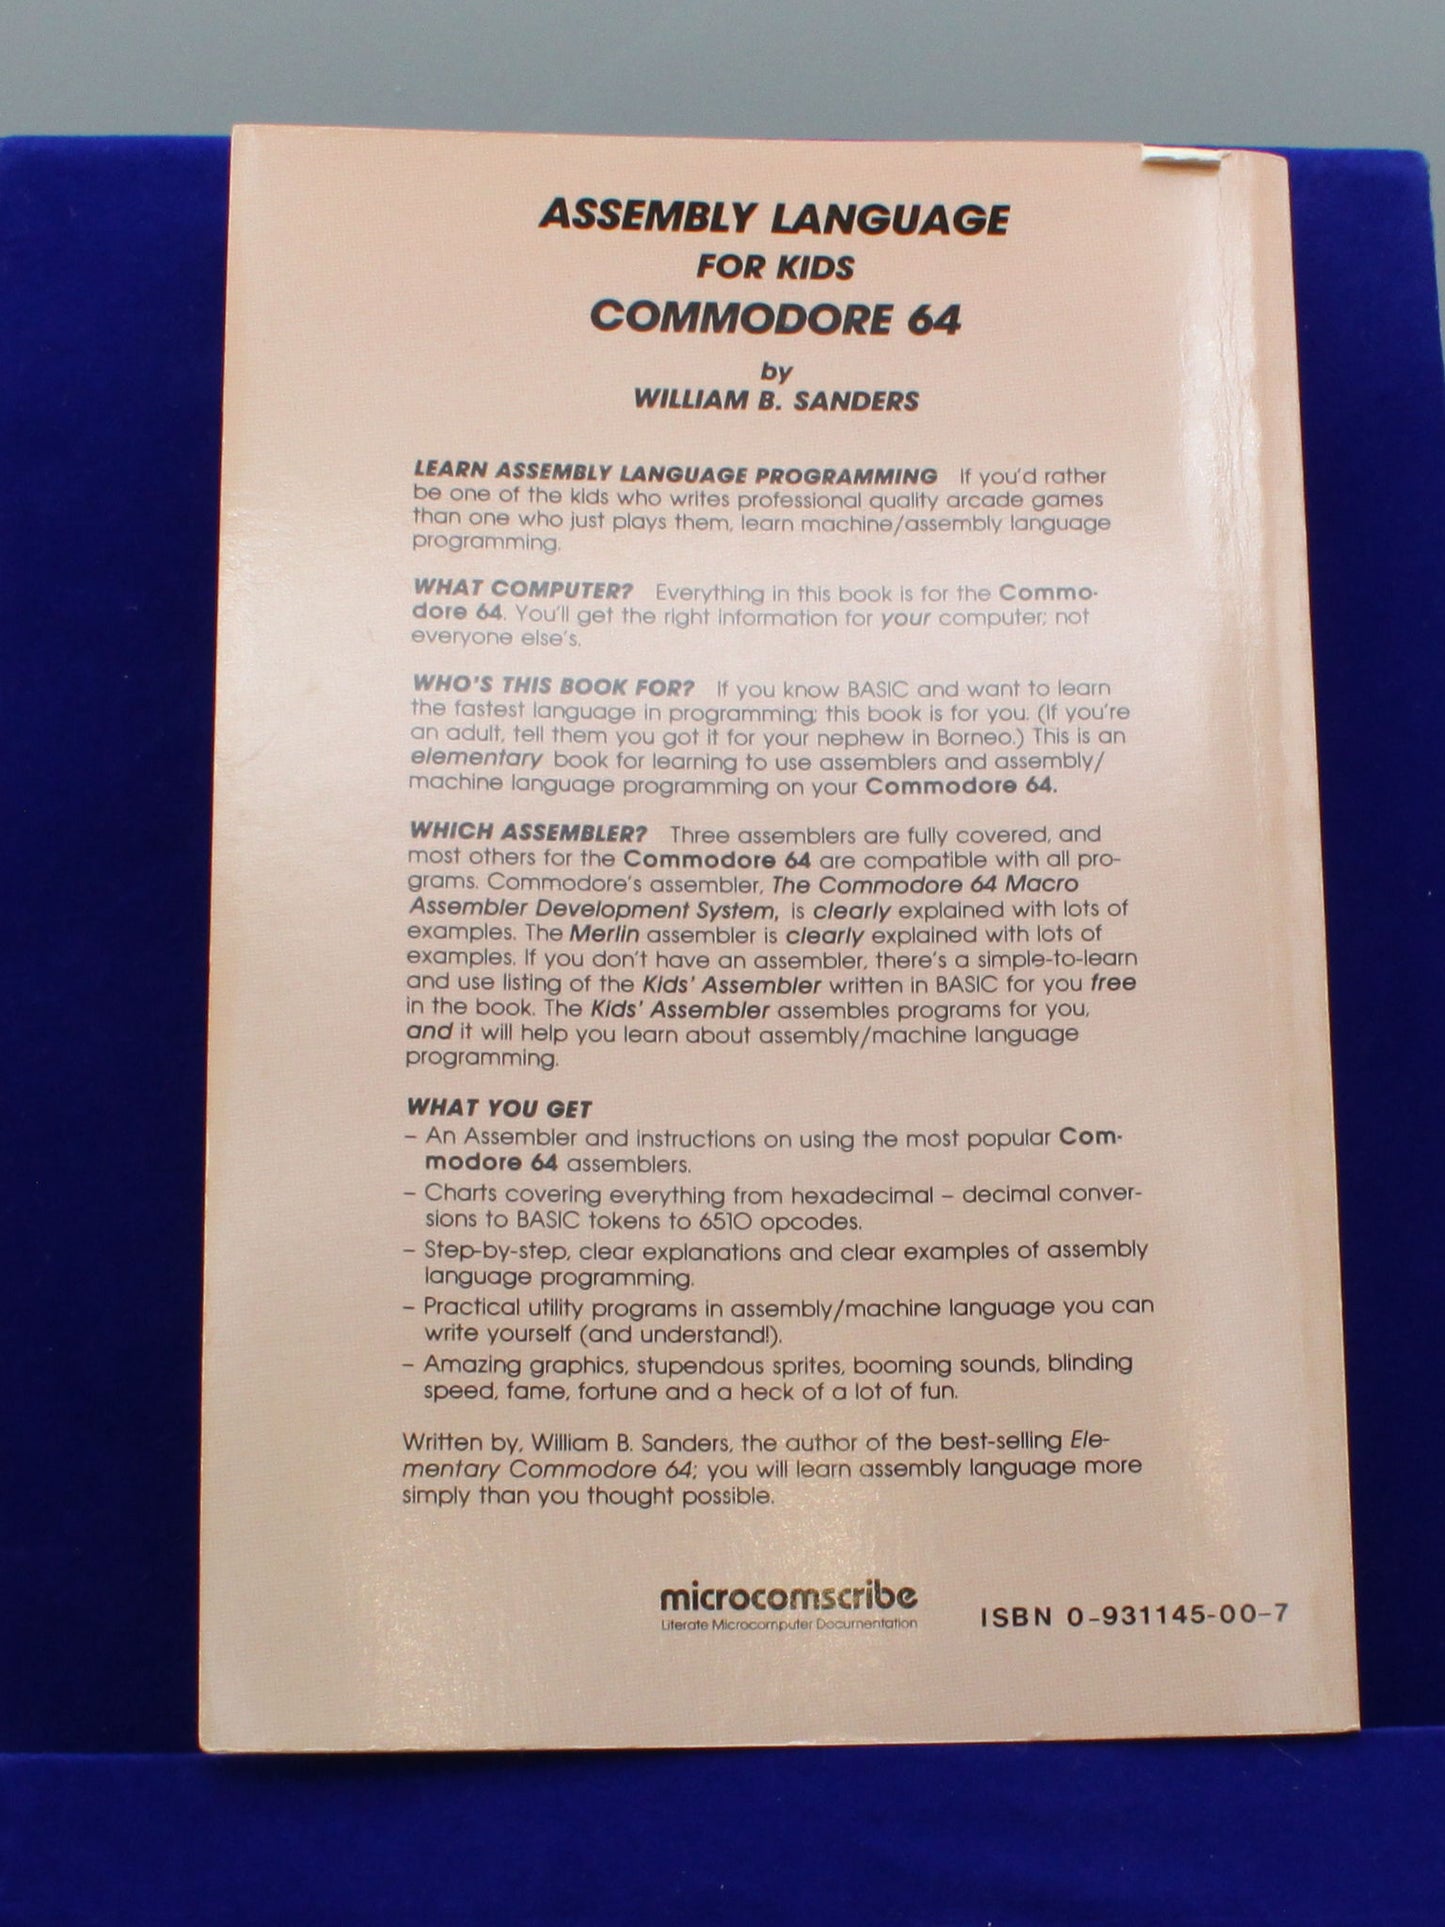 ASSEMBLY LANGUAGE
FOR KIDS
COMMODORE 64
by
WILLIAM B. SANDERS
LEARN ASSEMBLY LANGUAGE PROGRAMMING If you'd rather
be one of the kids who writes professional quality arcade games
than one who just plays them, learn machine/assembly language
programming.
WHAT COMPUTER? Everything in this book is for the Commo-
dore 64. You'll get the right information for your computer; not
everyone else's.
WHO'S THIS BOOK FOR? If you know BASIC and want to learn
the fastest language in programming; this book is for you. (If you're
an adult, tell them you got it for your nephew in Borneo.) This is an
elementary book for learning to use assemblers and assembly/
machine language programming on your Commodore 64.
WHICH ASSEMBLER? Three assemblers are fully covered, and
most others for the Commodore 64 are compatible with all pro-
grams. Commodore's assembler, The Commodore 64 Macro
Assembler Development System, is clearly explained with lots of
examples. The Merlin assembler is clearly explained with lots of
examples. If you don't have an assembler, there's a simple-to-learn
and use listing of the Kids' Assembler written in BASIC for you free
in the book. The Kids' Assembler assembles programs for you,
and it will help you learn about assembly/machine language
programming.
WHAT YOU GET
– An Assembler and instructions on using the most popular Com-
modore 64 assemblers.
– Charts covering everything from hexadecimal – decimal conver-
sions to BASIC tokens to 6510 opcodes.
– Step-by-step, clear explanations and clear examples of assembly
language programming.
– Practical utility programs in assembly/machine language you can
write yourself (and understand!).
– Amazing graphics, stupendous sprites, booming sounds, blinding
speed, fame, fortune and a heck of a lot of fun.
Written by, William B. Sanders, the author of the best-selling Ele-
mentary Commodore 64; you will learn assembly language more
simply than you thought possible.
microcomscribe
Literate Microcomputer Documentation
ISBN 0-931145-00-7